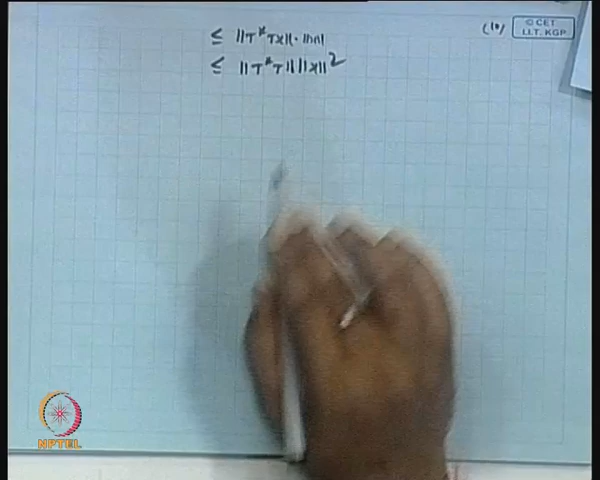 ≤ ||T*Tx||·||x||
≤ ||T*T|| ||x||²
(10)
© CET
I.I.T. KGP
NPTEL